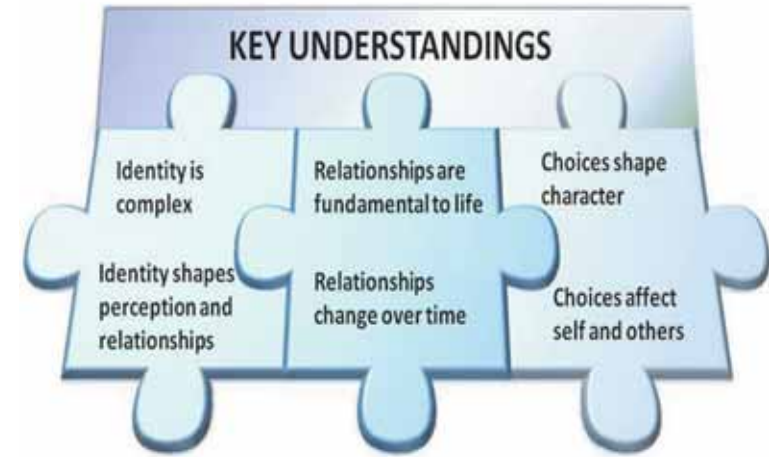 KEY UNDERSTANDINGS
Identity is
complex
Identity shapes
perception and
relationships
Relationships are
fundamental to life
Relationships
change over time
Choices shape
character
Choices affect
self and others